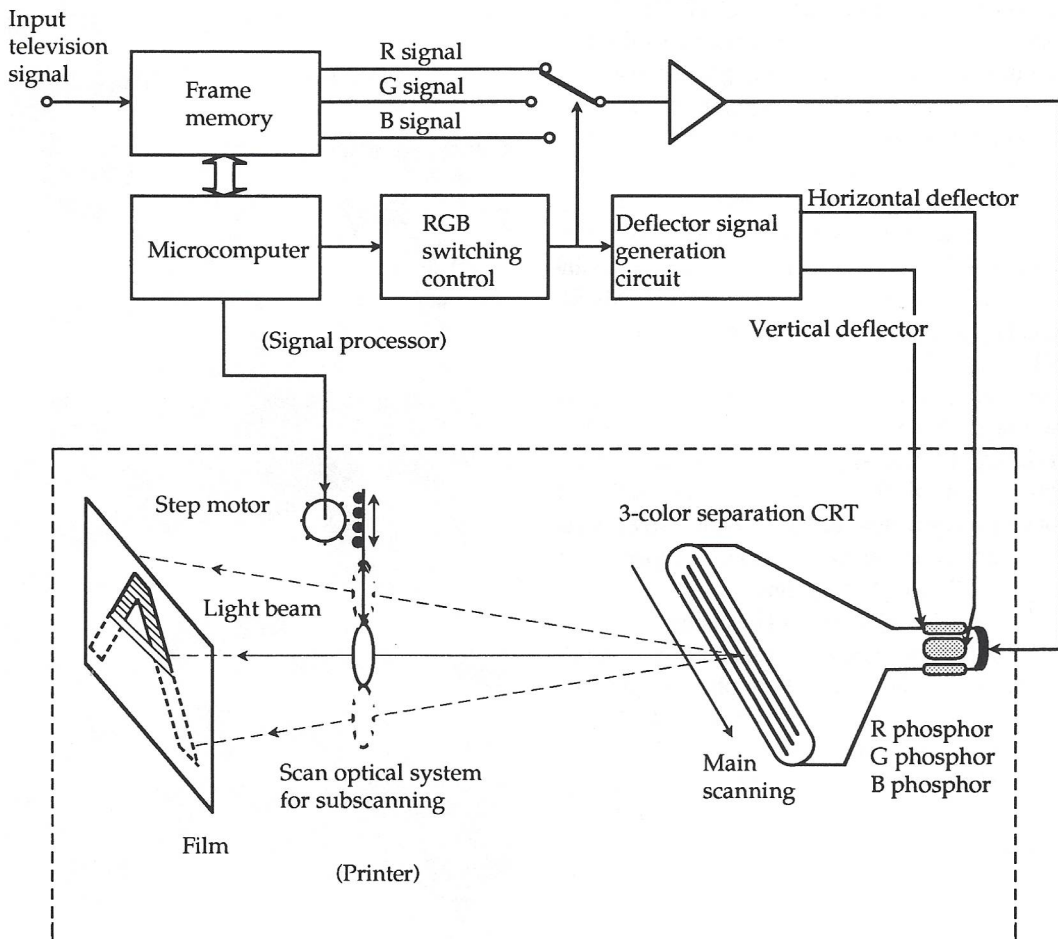 Input
television
signal
Frame
memory
R signal
G signal
B signal
Microcomputer
RGB
switching
control
Deflector signal
generation
circuit
Horizontal deflector
Vertical deflector
(Signal processor)
Step motor
3-color separation CRT
Light beam
Scan optical system
for subscanning
Main
scanning
R phosphor
G phosphor
B phosphor
Film
(Printer)